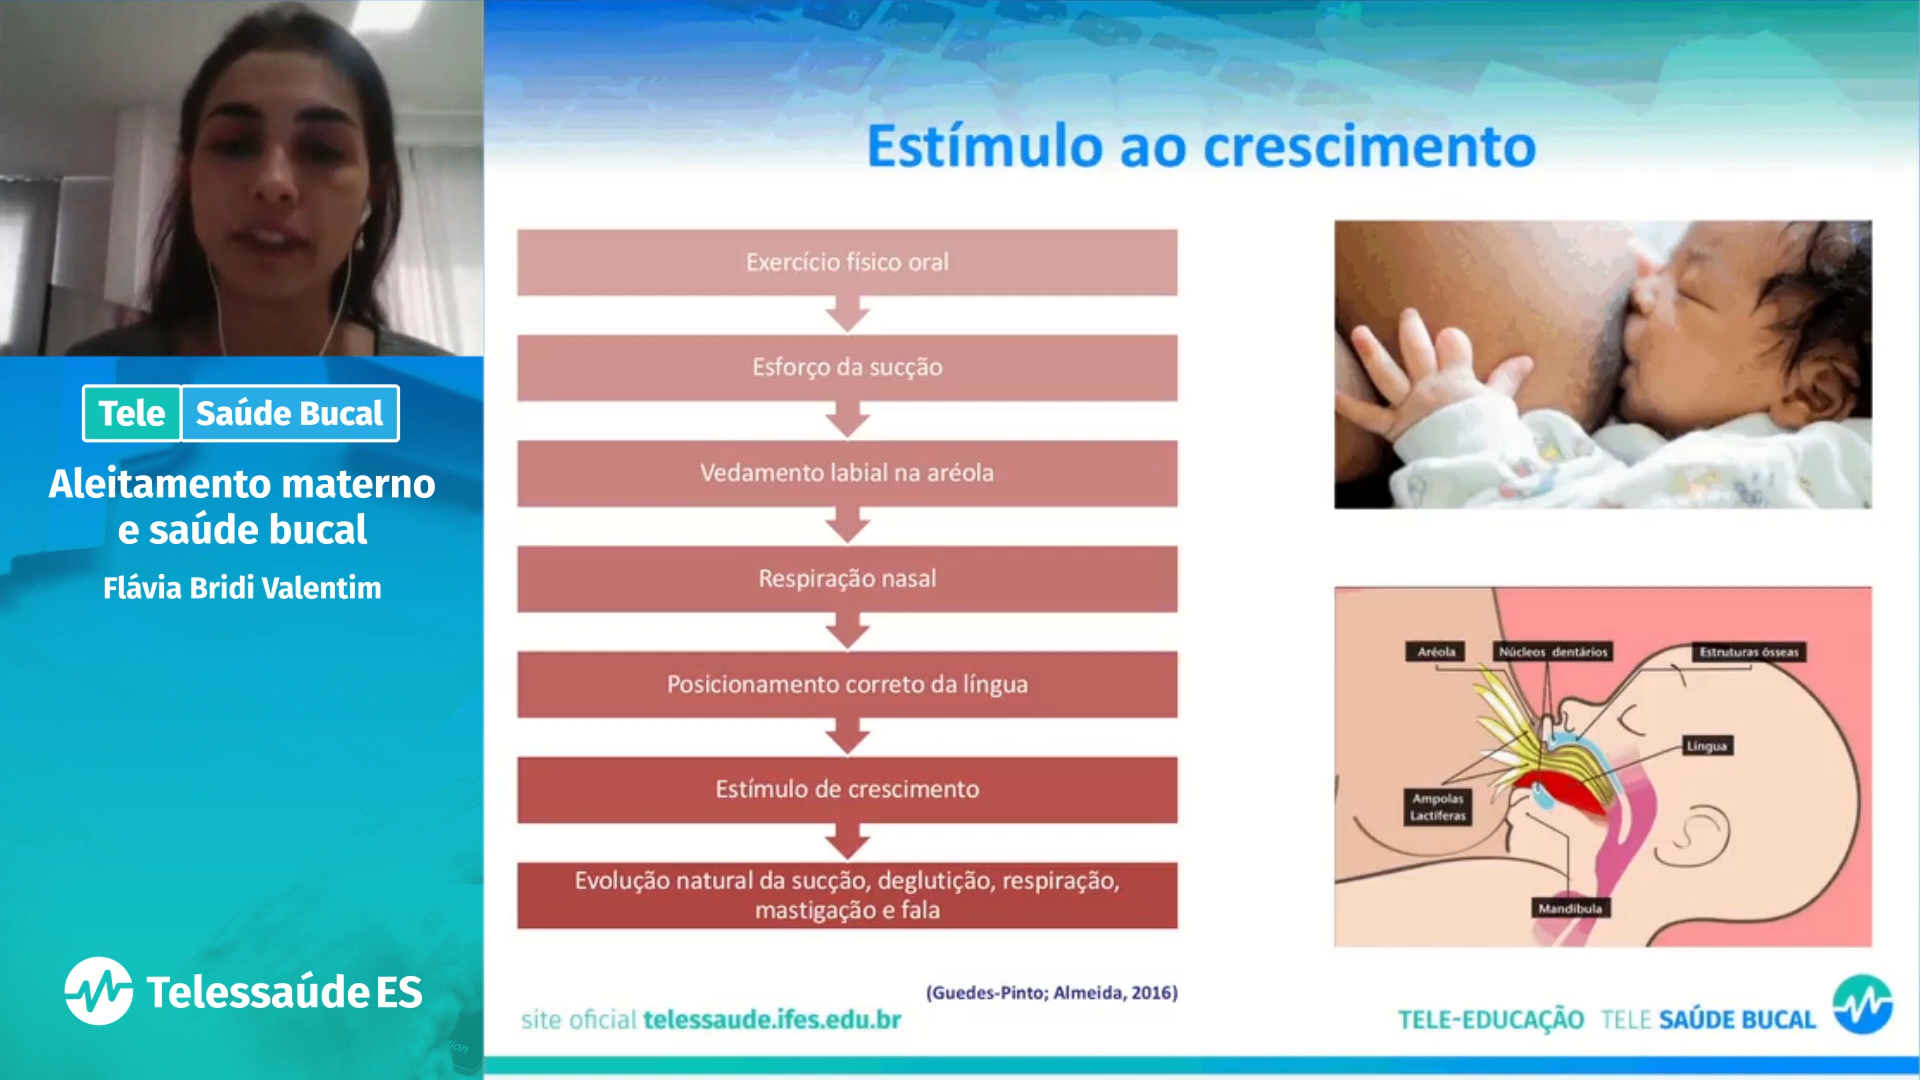 Tele Saúde Bucal
Aleitamento materno
e saúde bucal
Flávia Bridi Valentim
TelessaúdeES
Estímulo ao crescimento
Exercício físico oral
Esforço da sucção
Vedamento labial na aréola
Respiração nasal
Posicionamento correto da língua
Estímulo de crescimento
Evolução natural da sucção, deglutição, respiração,
mastigação e fala
(Guedes-Pinto; Almeida, 2016)
Aréola
Núcleos dentários
Estruturas ósseas
Língua
Ampolas
Lactíferas
Mandíbula
site oficial telessaude.ifes.edu.br
TELE-EDUCAÇÃO TELE SAÚDE BUCAL